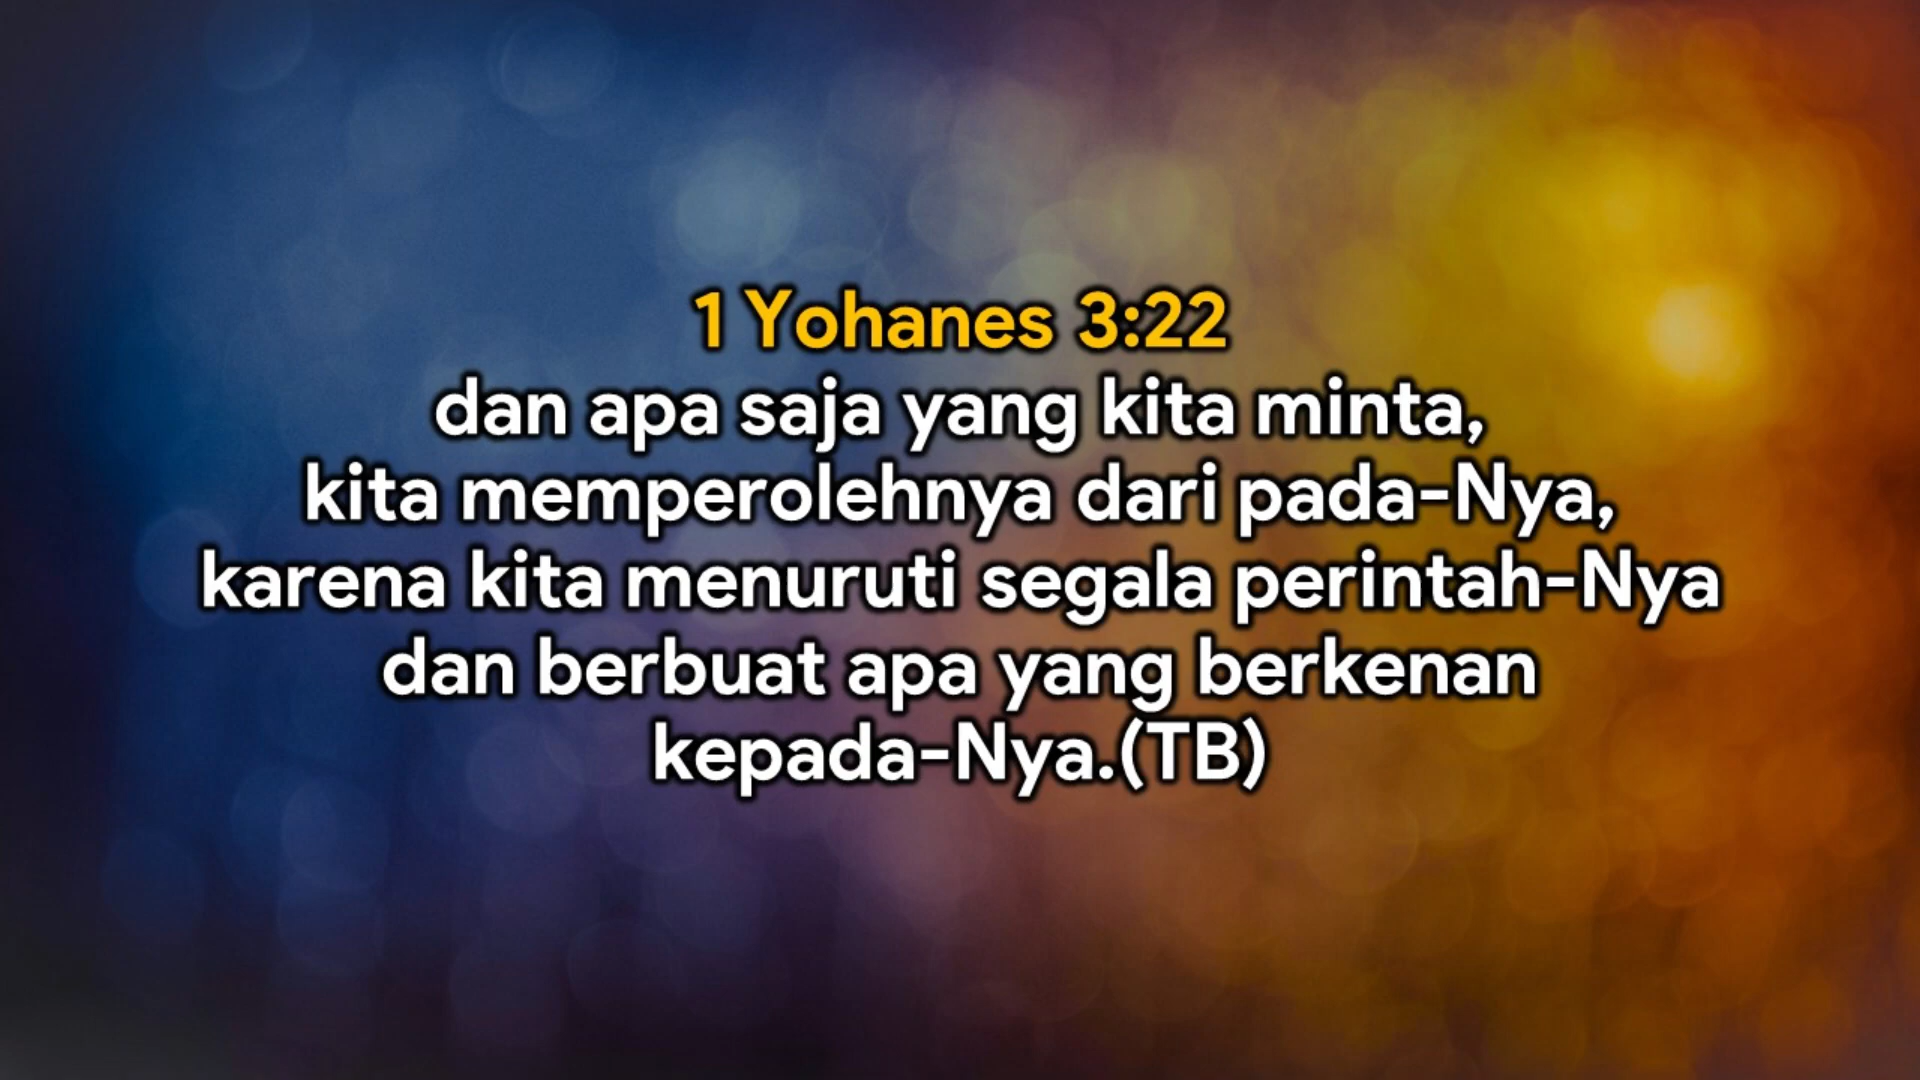 1 Yohanes 3:22
dan apa saja yang kita minta,
kita memperolehnya dari pada-Nya,
karena kita menuruti segala perintah-Nya
dan berbuat apa yang berkenan
kepada-Nya.(TB)